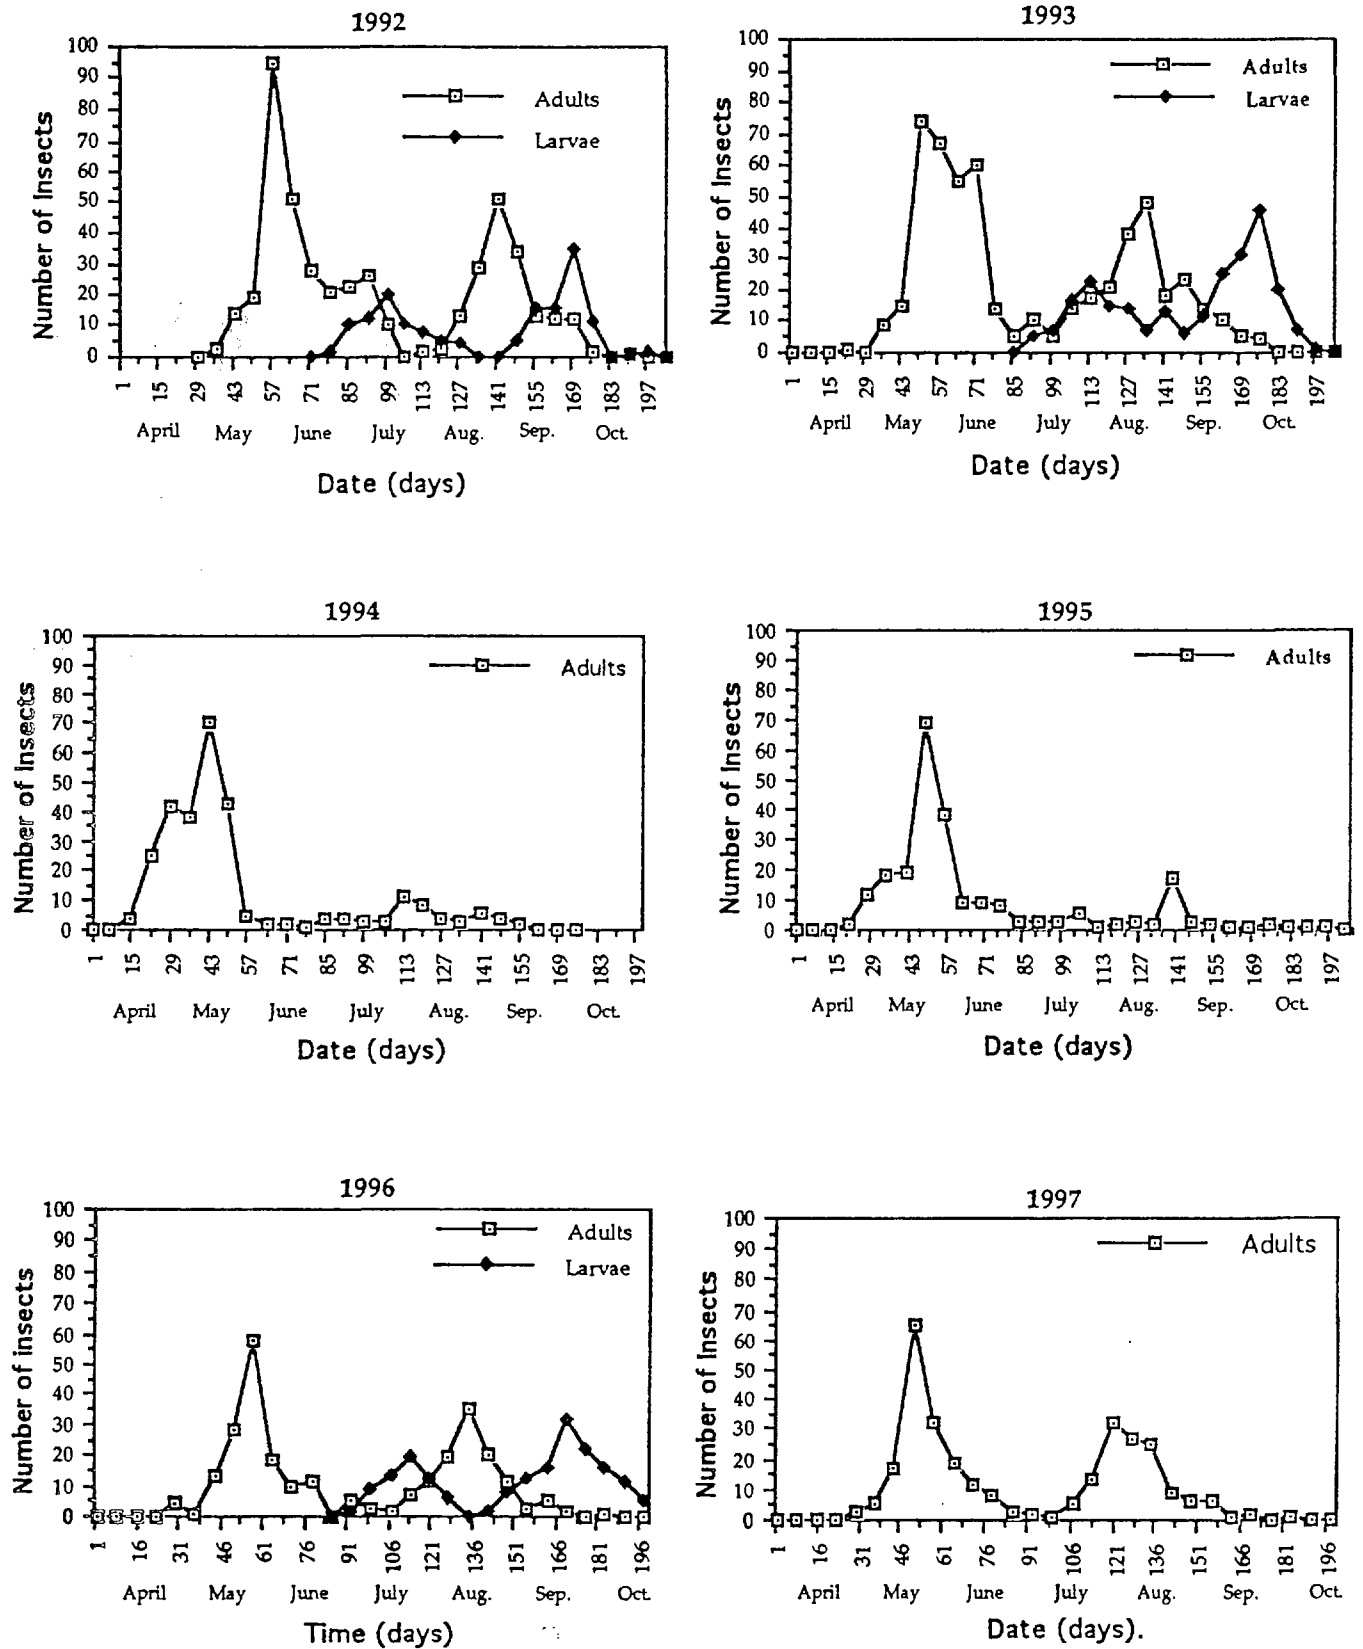 1992
100
90
80
70
60
50
40
30
20
10
0
Number of Insects
Adults
Larvae
1 15 29 43 57 71 85 99 113 127 141 155 169 183 197
April May June July Aug. Sep. Oct.
Date (days)
1993
100
90
80
70
60
50
40
30
20
10
0
Number of Insects
Adults
Larvae
1 15 29 43 57 71 85 99 113 127 141 155 169 183 197
April May June July Aug. Sep. Oct.
Date (days)
1994
100
90
80
70
60
50
40
30
20
10
0
Number of Insects
Adults
1 15 29 43 57 71 85 99 113 127 141 155 169 183 197
April May June July Aug. Sep. Oct.
Date (days)
1995
100
90
80
70
60
50
40
30
20
10
0
Number of Insects
Adults
1 15 29 43 57 71 85 99 113 127 141 155 169 183 197
April May June July Aug. Sep. Oct.
Date (days)
1996
100
90
80
70
60
50
40
30
20
10
0
Number of insects
Adults
Larvae
1 16 31 46 61 76 91 106 121 136 151 166 181 196
April May June July Aug. Sep. Oct.
Time (days)
1997
100
90
80
70
60
50
40
30
20
10
0
Number of Insects
Adults
1 16 31 46 61 76 91 106 121 136 151 166 181 196
April May June July Aug. Sep. Oct.
Date (days).